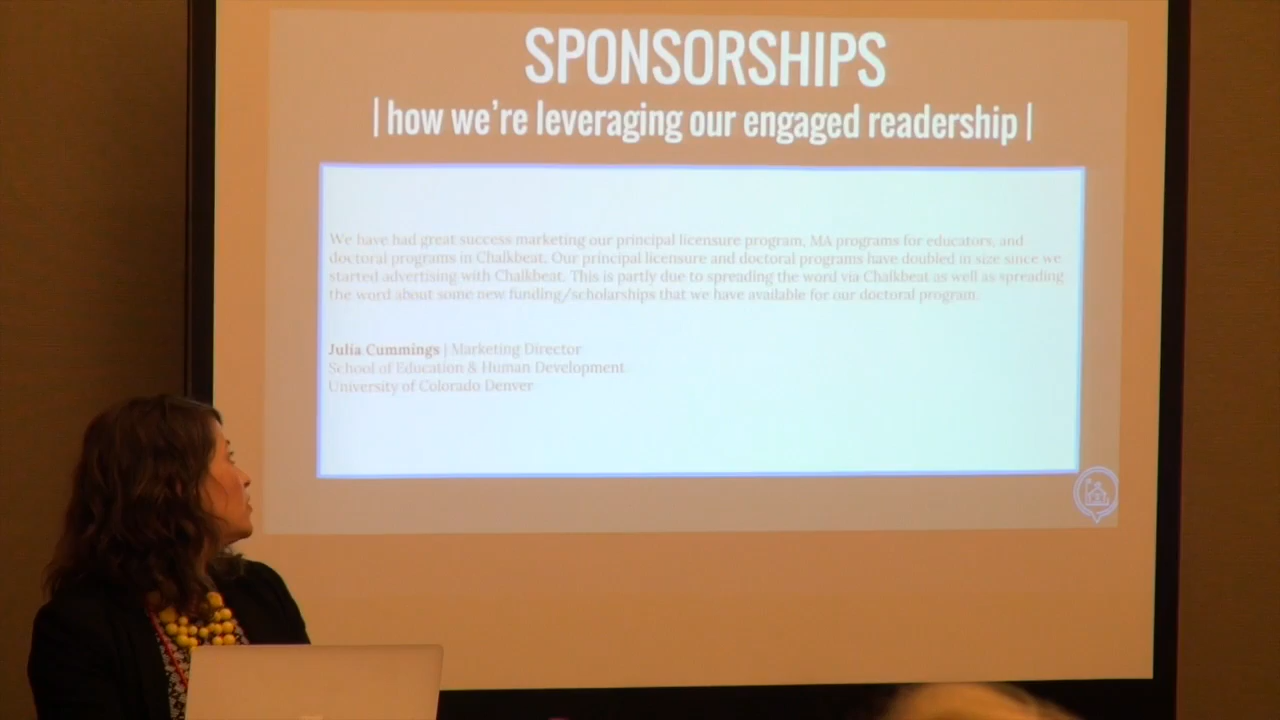 SPONSORSHIPS
| how we're leveraging our engaged readership |
We have had great success marketing our principal licensure program, MA programs for educators, and
doctoral programs in Chalkbeat. Our principal licensure and doctoral programs have doubled in size since we
started advertising with Chalkbeat. This is partly due to spreading the word via Chalkbeat as well as spreading
the word about some new funding/scholarships that we have available for our doctoral program.
Julia Cummings | Marketing Director
School of Education & Human Development
University of Colorado Denver